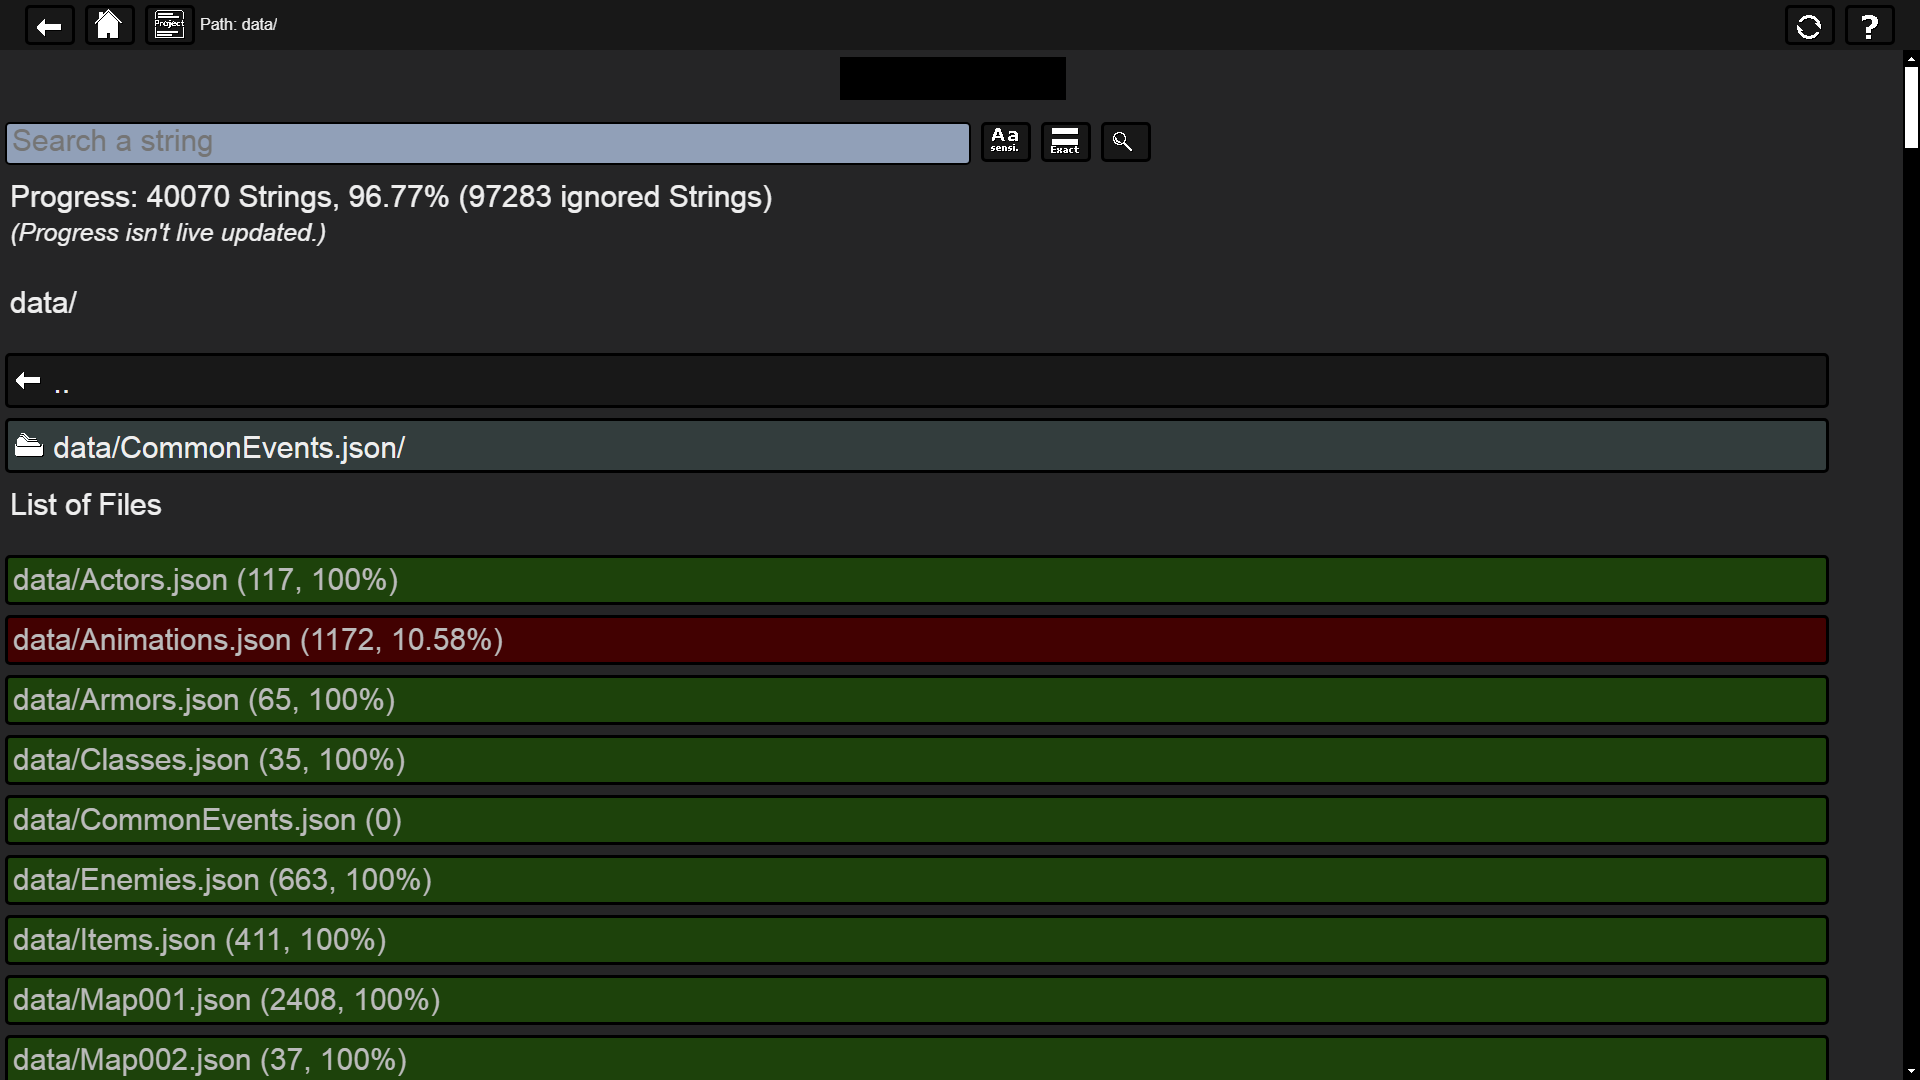 Project Path: data/
?
Search a string
Aa
sensi.
Exact
Progress: 40070 Strings, 96.77% (97283 ignored Strings)
(Progress isn't live updated.)
data/
..
data/CommonEvents.json/
List of Files
data/Actors.json (117, 100%)
data/Animations.json (1172, 10.58%)
data/Armors.json (65, 100%)
data/Classes.json (35, 100%)
data/CommonEvents.json (0)
data/Enemies.json (663, 100%)
data/Items.json (411, 100%)
data/Map001.json (2408, 100%)
data/Map002.json (37, 100%)